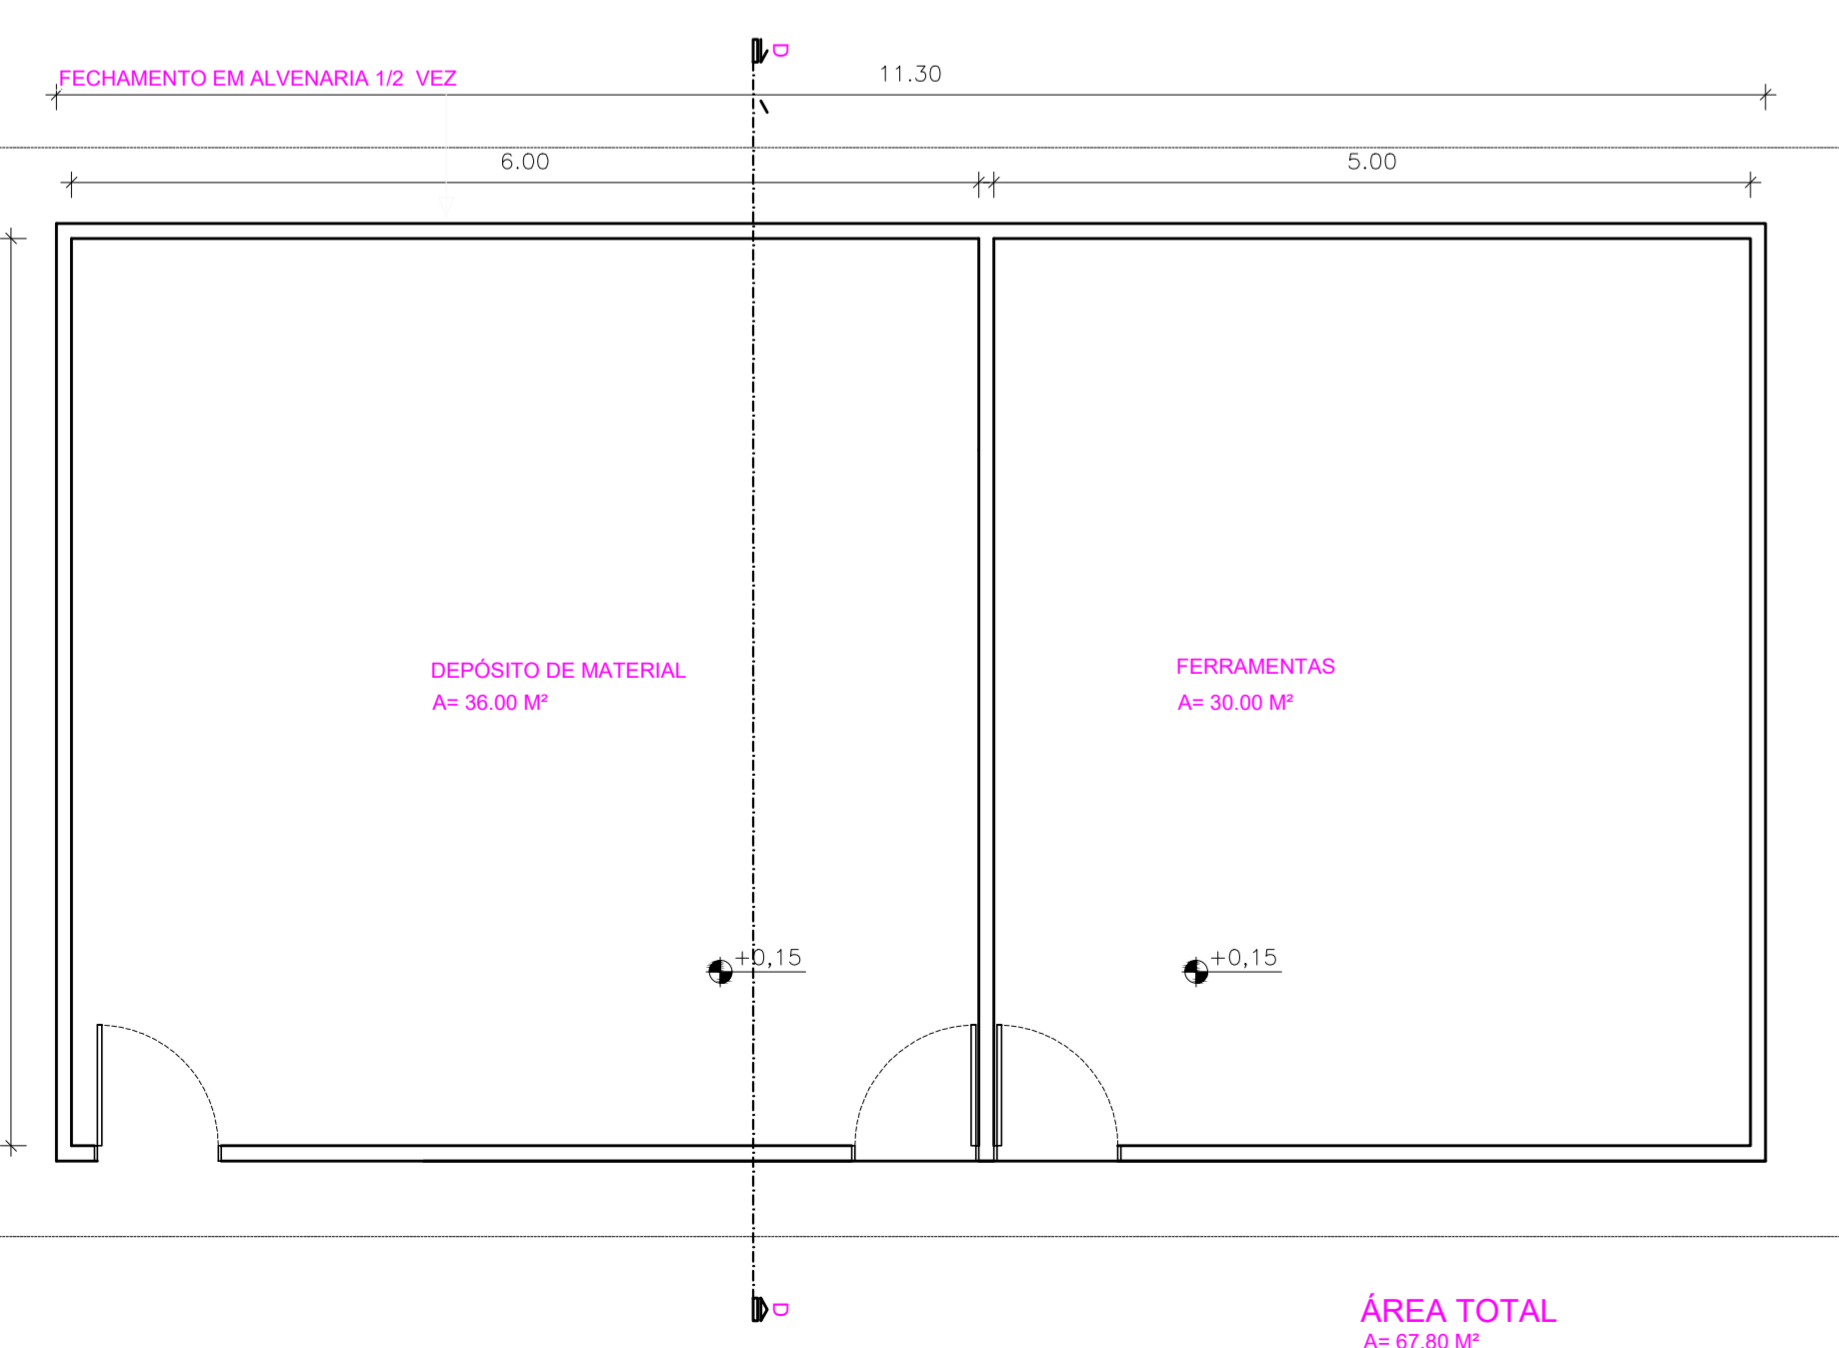 D
FECHAMENTO EM ALVENARIA 1/2 VEZ
11.30
6.00
5.00
DEPÓSITO DE MATERIAL
A= 36.00 M²
FERRAMENTAS
A= 30.00 M²
+0,15
+0,15
D
ÁREA TOTAL
A= 67.80 M²